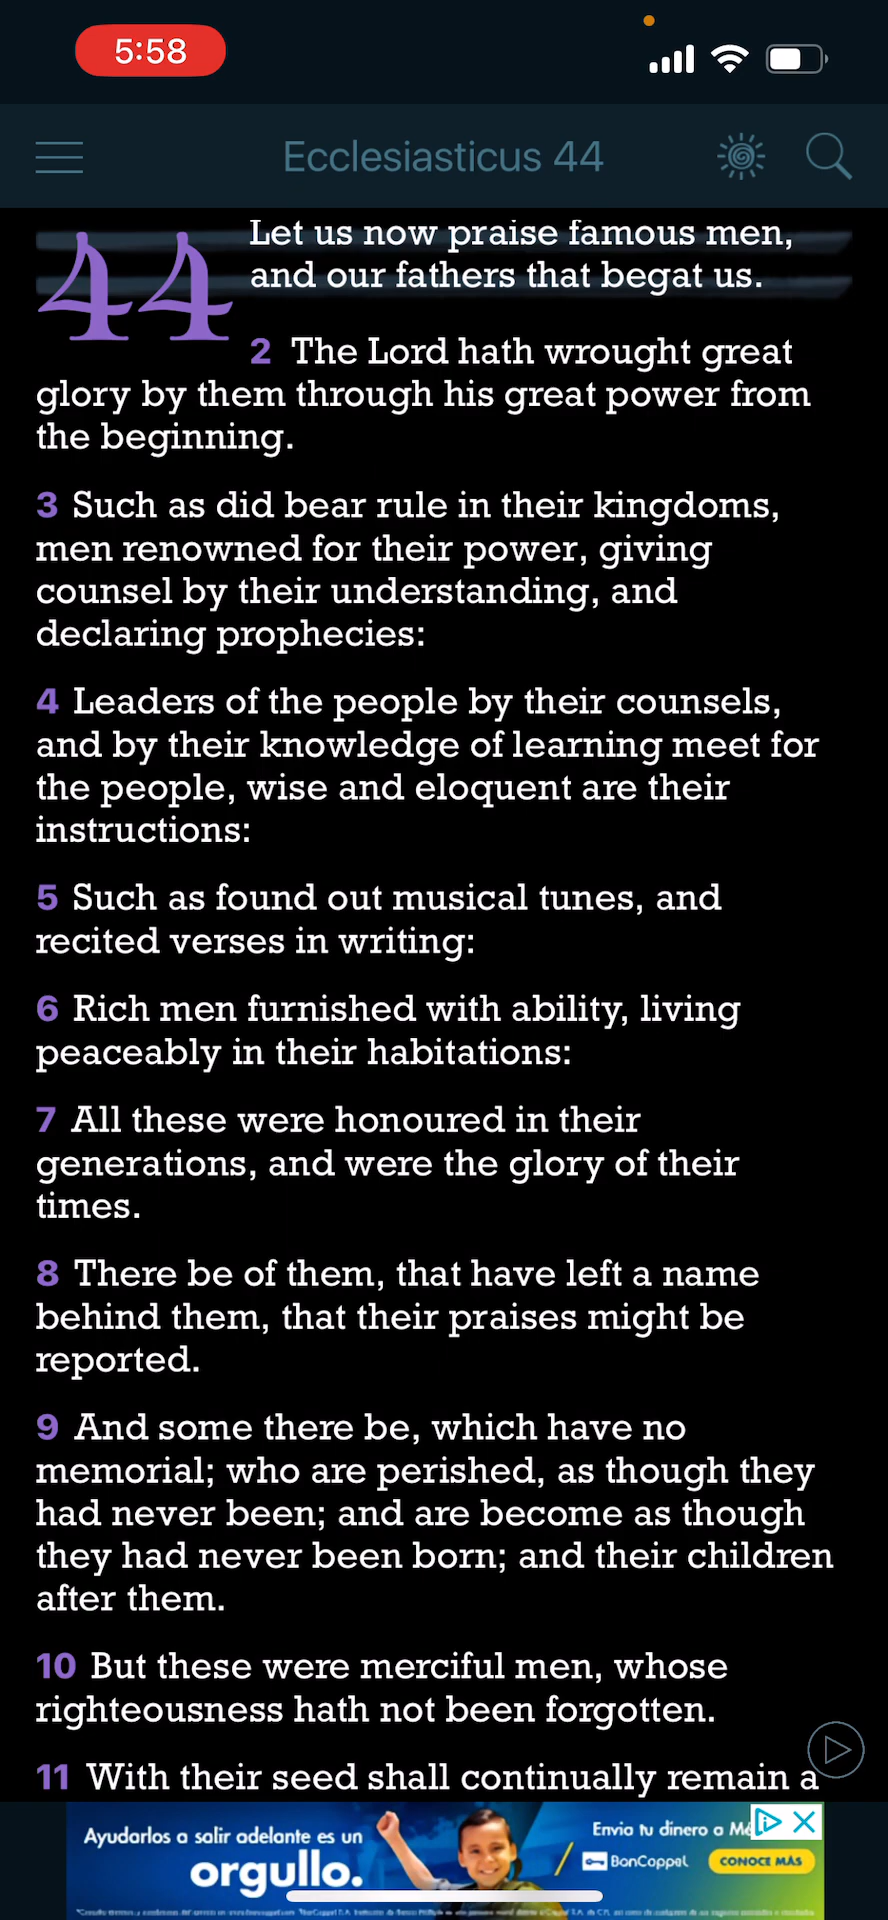 5:58
Ecclesiasticus 44
44
Let us now praise famous men,
and our fathers that begat us.
2 The Lord hath wrought great
glory by them through his great power from
the beginning.
3 Such as did bear rule in their kingdoms,
men renowned for their power, giving
counsel by their understanding, and
declaring prophecies:
4 Leaders of the people by their counsels,
and by their knowledge of learning meet for
the people, wise and eloquent are their
instructions:
5 Such as found out musical tunes, and
recited verses in writing:
6 Rich men furnished with ability, living
peaceably in their habitations:
7 All these were honoured in their
generations, and were the glory of their
times.
8 There be of them, that have left a name
behind them, that their praises might be
reported.
9 And some there be, which have no
memorial; who are perished, as though they
had never been; and are become as though
they had never been born; and their children
after them.
10 But these were merciful men, whose
righteousness hath not been forgotten.
11 With their seed shall continually remain a
Ayudarlos a salir adelante es un
orgullo.
Envia tu dinero a
BanCoppel
CONOCE MÁS